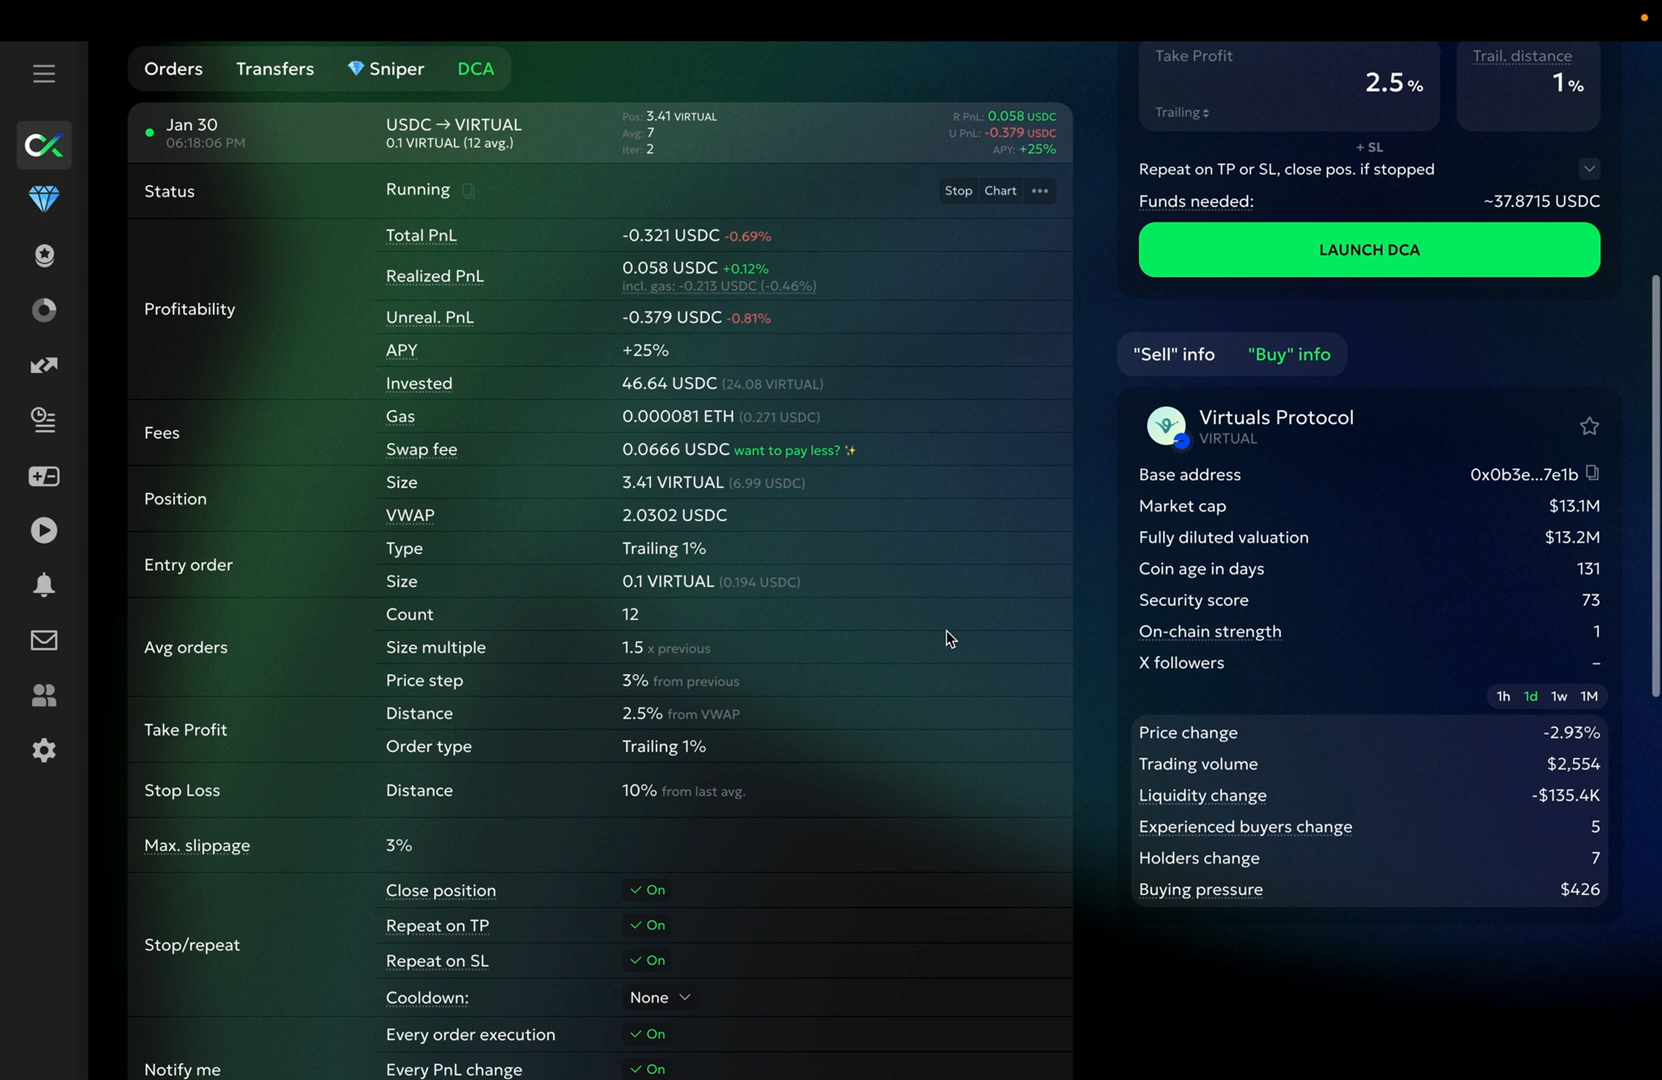 Orders Transfers Sniper DCA
Jan 30
06:18:06 PM
USDC → VIRTUAL
0.1 VIRTUAL (12 avg.)
Pos: 3.41 VIRTUAL
Avg: 7
Iter: 2
R PnL: 0.058 USDC
U PnL: -0.379 USDC
APY: +25%
Status Running Stop Chart •••
Profitability
Total PnL -0.321 USDC -0.69%
Realized PnL 0.058 USDC +0.12%
incl. gas: -0.213 USDC (-0.46%)
Unreal. PnL -0.379 USDC -0.81%
APY +25%
Invested 46.64 USDC (24.08 VIRTUAL)
Fees
Gas 0.000081 ETH (0.271 USDC)
Swap fee 0.0666 USDC want to pay less? ✨
Position
Size 3.41 VIRTUAL (6.99 USDC)
VWAP 2.0302 USDC
Entry order
Type Trailing 1%
Size 0.1 VIRTUAL (0.194 USDC)
Avg orders
Count 12
Size multiple 1.5 x previous
Price step 3% from previous
Take Profit
Distance 2.5% from VWAP
Order type Trailing 1%
Stop Loss Distance 10% from last avg.
Max. slippage 3%
Stop/repeat
Close position ✓ On
Repeat on TP ✓ On
Repeat on SL ✓ On
Cooldown: None
Notify me
Every order execution ✓ On
Every PnL change ✓ On
Take Profit
2.5 %
Trailing
Trail. distance
1 %
+ SL
Repeat on TP or SL, close pos. if stopped
Funds needed: ~37.8715 USDC
LAUNCH DCA
"Sell" info "Buy" info
Virtuals Protocol
VIRTUAL
Base address 0x0b3e...7e1b
Market cap $13.1M
Fully diluted valuation $13.2M
Coin age in days 131
Security score 73
On-chain strength 1
X followers –
1h 1d 1w 1M
Price change -2.93%
Trading volume $2,554
Liquidity change -$135.4K
Experienced buyers change 5
Holders change 7
Buying pressure $426